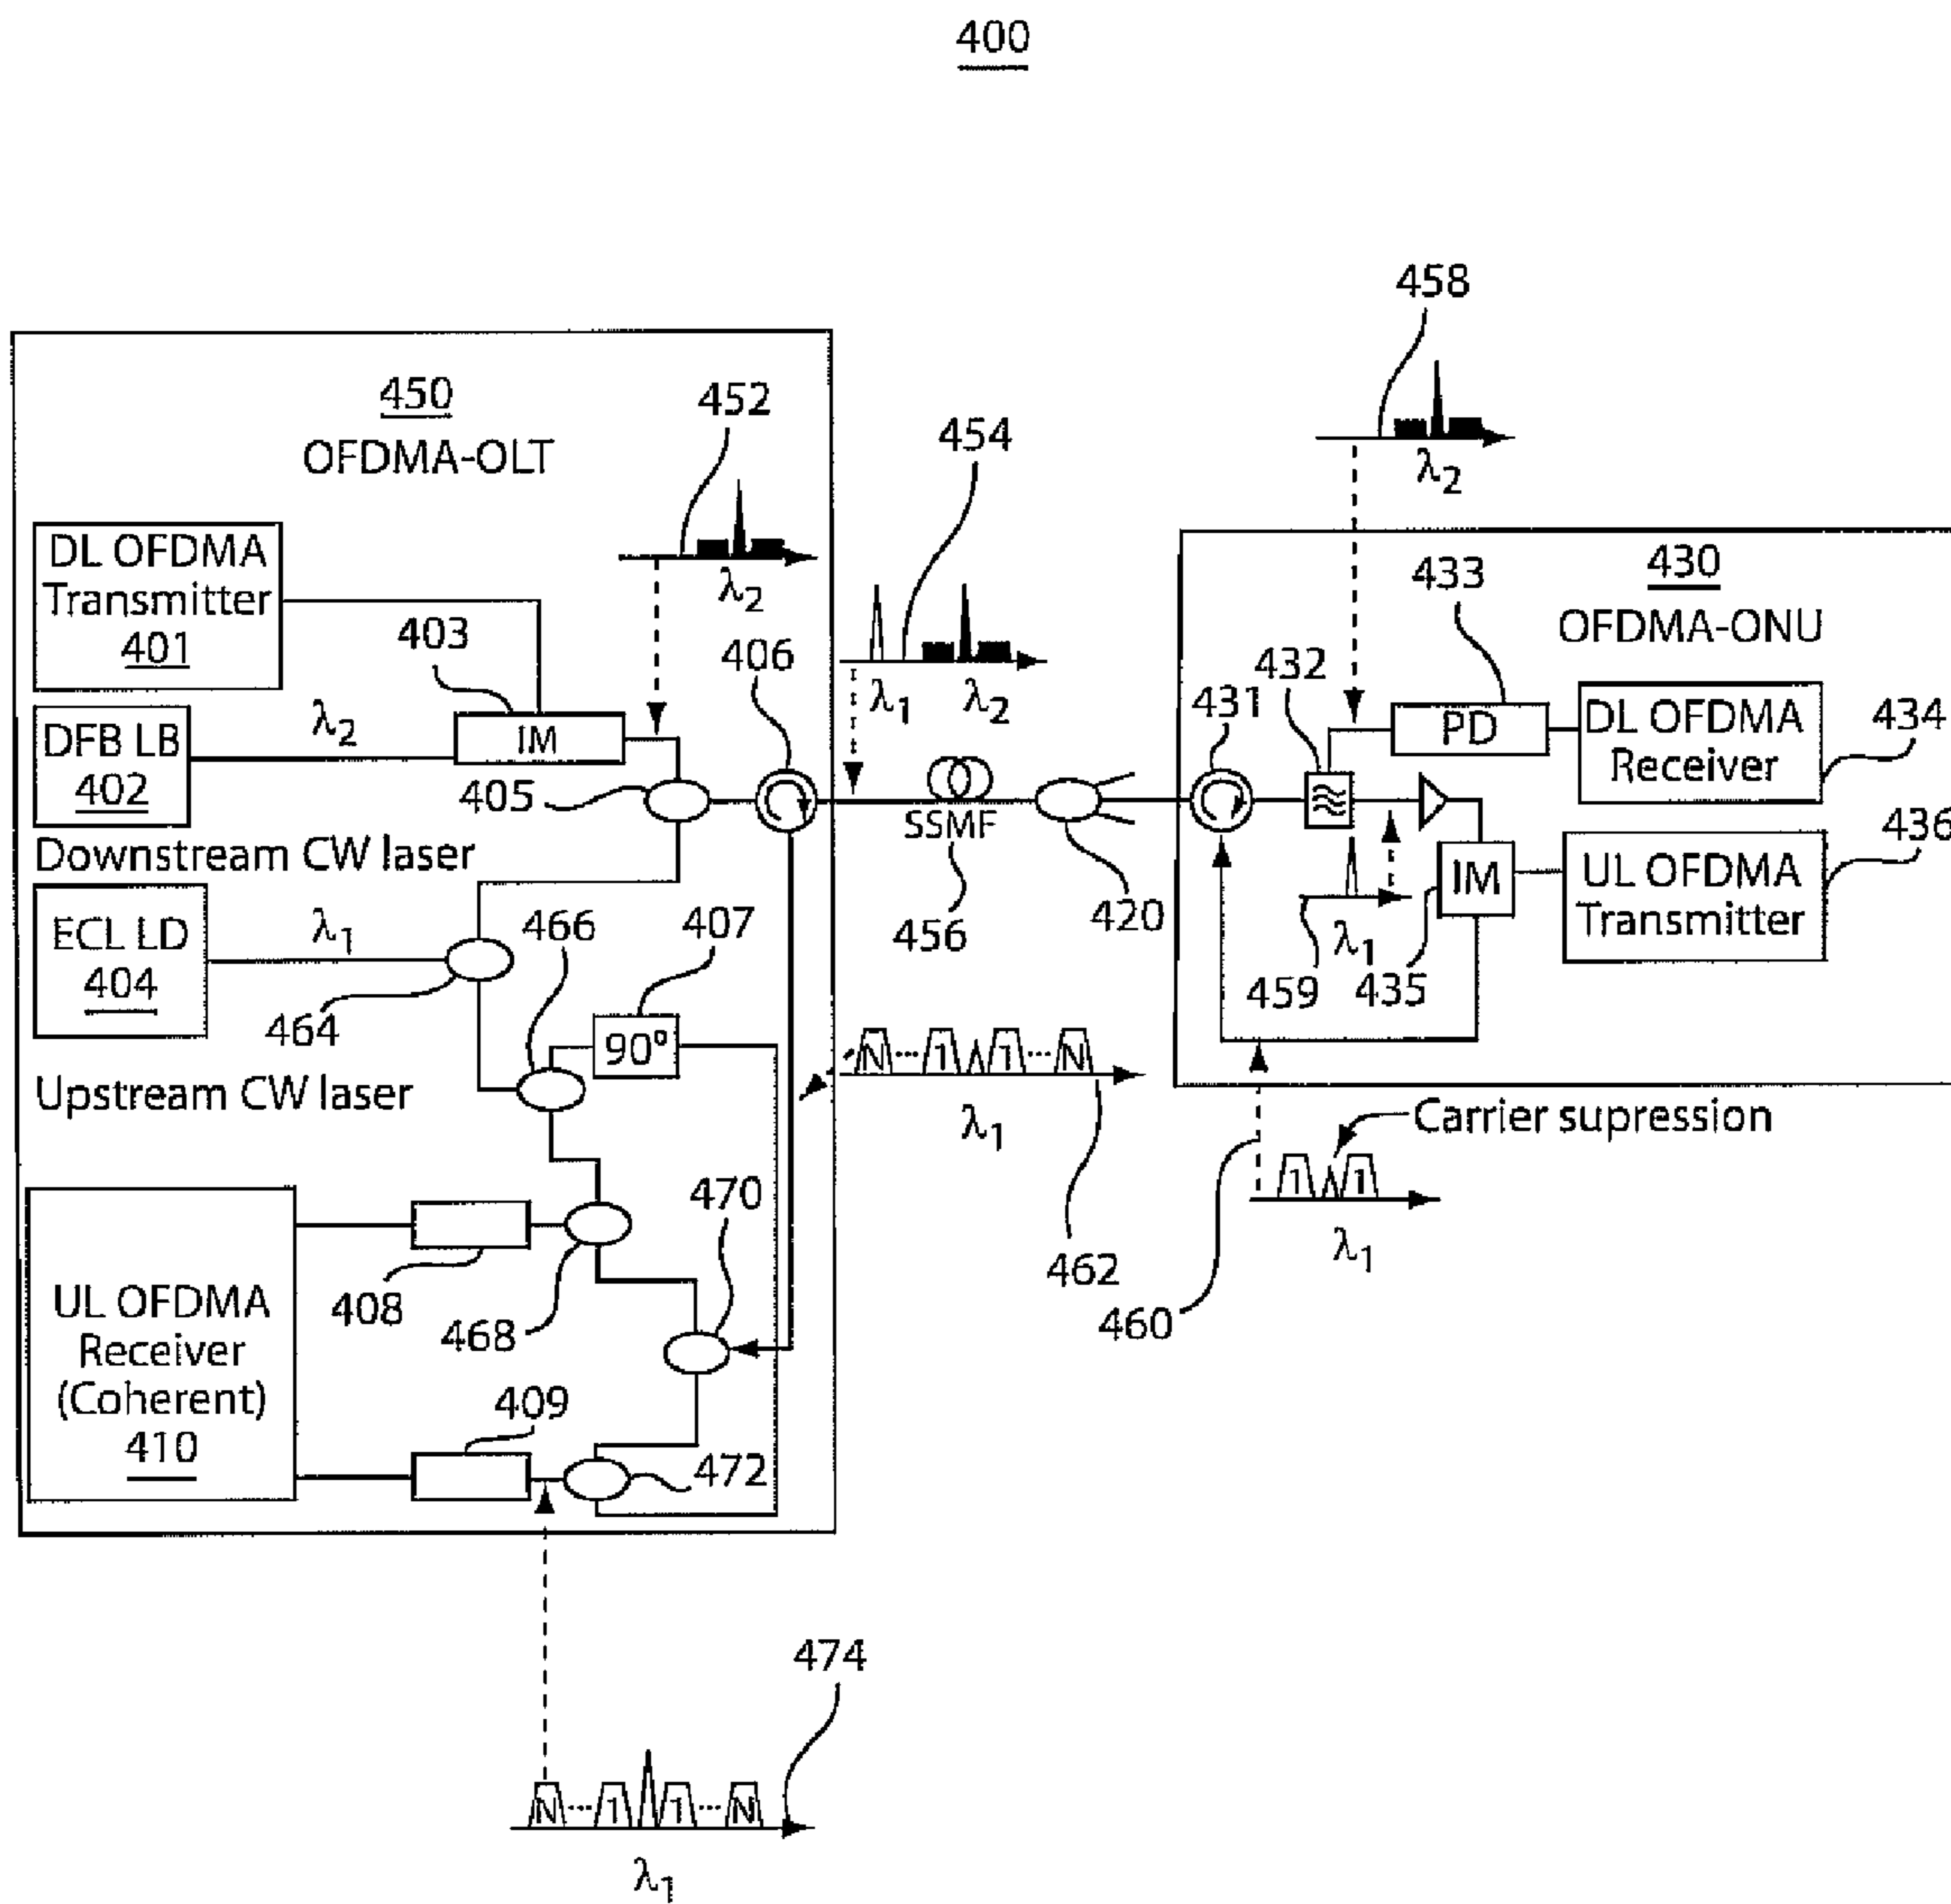 400
450
OFDMA-OLT
452
454
458
λ2
λ2
λ1 λ2
DL OFDMA
Transmitter
401
403
406
DFB LB
402
λ2
IM
405
Downstream CW laser
ECL LD
404
λ1
464
466
407
90°
Upstream CW laser
SSMF
456
420
430
OFDMA-ONU
433
432
431
PD
DL OFDMA
Receiver
434
436
IM
UL OFDMA
Transmitter
λ1
459
435
N ... 1 1 ... N
λ1
462
Carrier supression
1 1
λ1
460
UL OFDMA
Receiver
(Coherent)
410
408
468
470
409
472
474
N ... 1 1 ... N
λ1